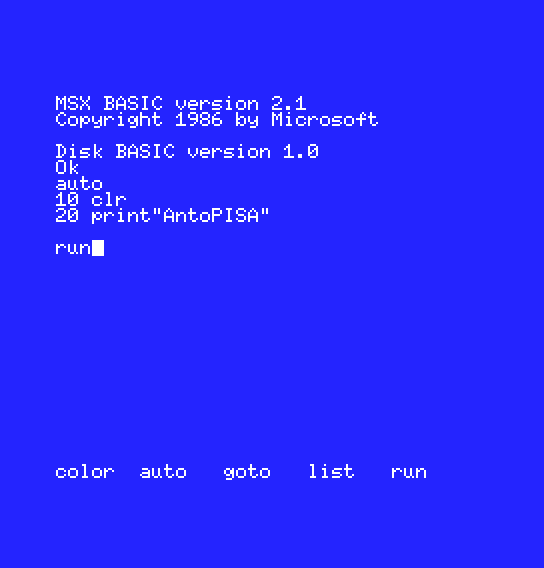 MSX BASIC version 2.1
Copyright 1986 by Microsoft
Disk BASIC version 1.0
Ok
auto
10 clr
20 print"AntoPISA"
run
color auto goto list run